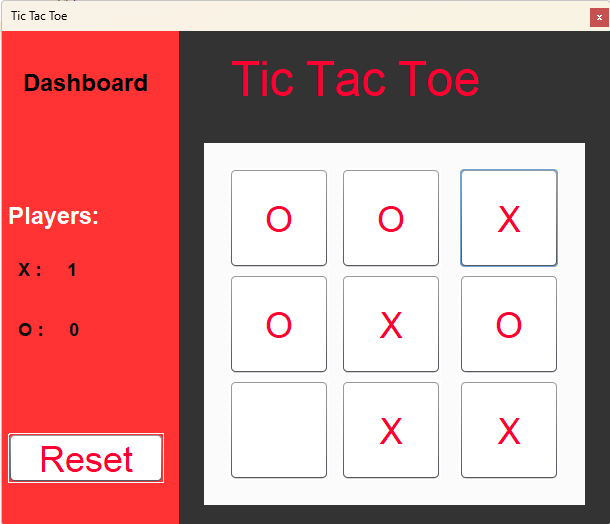 Tic Tac Toe
x
Dashboard
Tic Tac Toe
Players:
X : 1
O : 0
Reset
O O X
O X O
X X